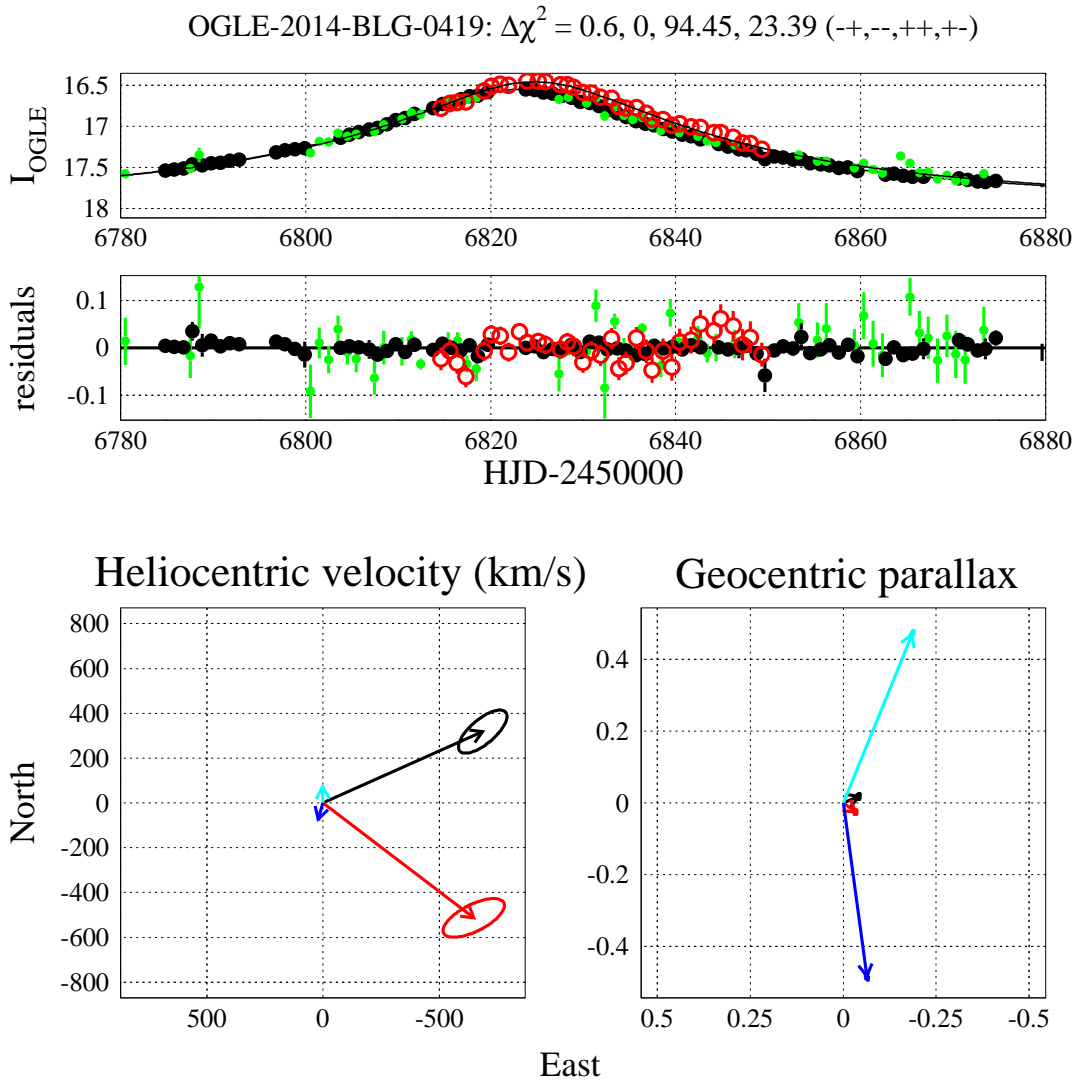 OGLE-2014-BLG-0419: Δχ² = 0.6, 0, 94.45, 23.39 (-+,--,++,+-)
I_OGLE
16.5
17
17.5
18
6780 6800 6820 6840 6860 6880
residuals
0.1
0
-0.1
6780 6800 6820 6840 6860 6880
HJD-2450000
Heliocentric velocity (km/s)
North
800
600
400
200
0
-200
-400
-600
-800
500 0 -500
Geocentric parallax
0.4
0.2
0
-0.2
-0.4
0.5 0.25 0 -0.25 -0.5
East